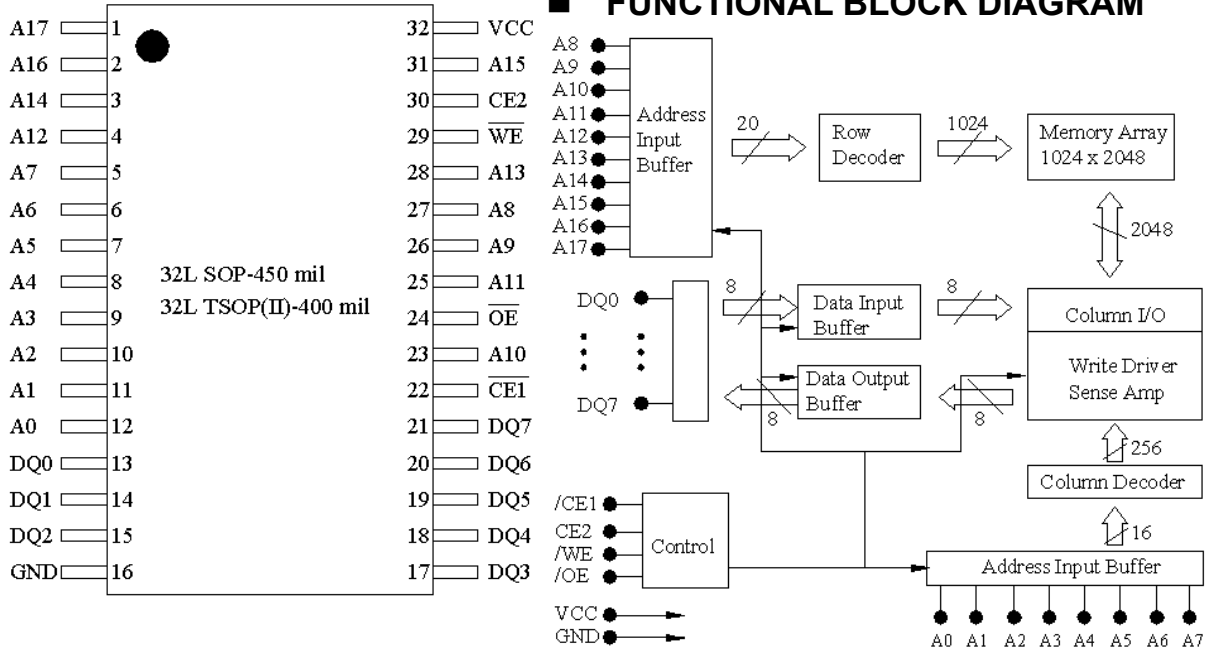 FUNCTIONAL BLOCK DIAGRAM
A17 1 32 VCC
A16 2 31 A15
A14 3 30 CE2
A12 4 29 WE
A7 5 28 A13
A6 6 27 A8
A5 7 26 A9
A4 8 25 A11
A3 9 24 OE
A2 10 23 A10
A1 11 22 CE1
A0 12 21 DQ7
DQ0 13 20 DQ6
DQ1 14 19 DQ5
DQ2 15 18 DQ4
GND 16 17 DQ3
32L SOP-450 mil
32L TSOP(II)-400 mil
A8
A9
A10
A11
A12
A13
A14
A15
A16
A17
Address
Input
Buffer
20
Row
Decoder
1024
Memory Array
1024 x 2048
2048
DQ0
DQ7
8
Data Input
Buffer
8
Column I/O
Write Driver
Sense Amp
8
Data Output
Buffer
8
256
Column Decoder
16
Address Input Buffer
/CE1
CE2
/WE
/OE
Control
VCC
GND
A0 A1 A2 A3 A4 A5 A6 A7